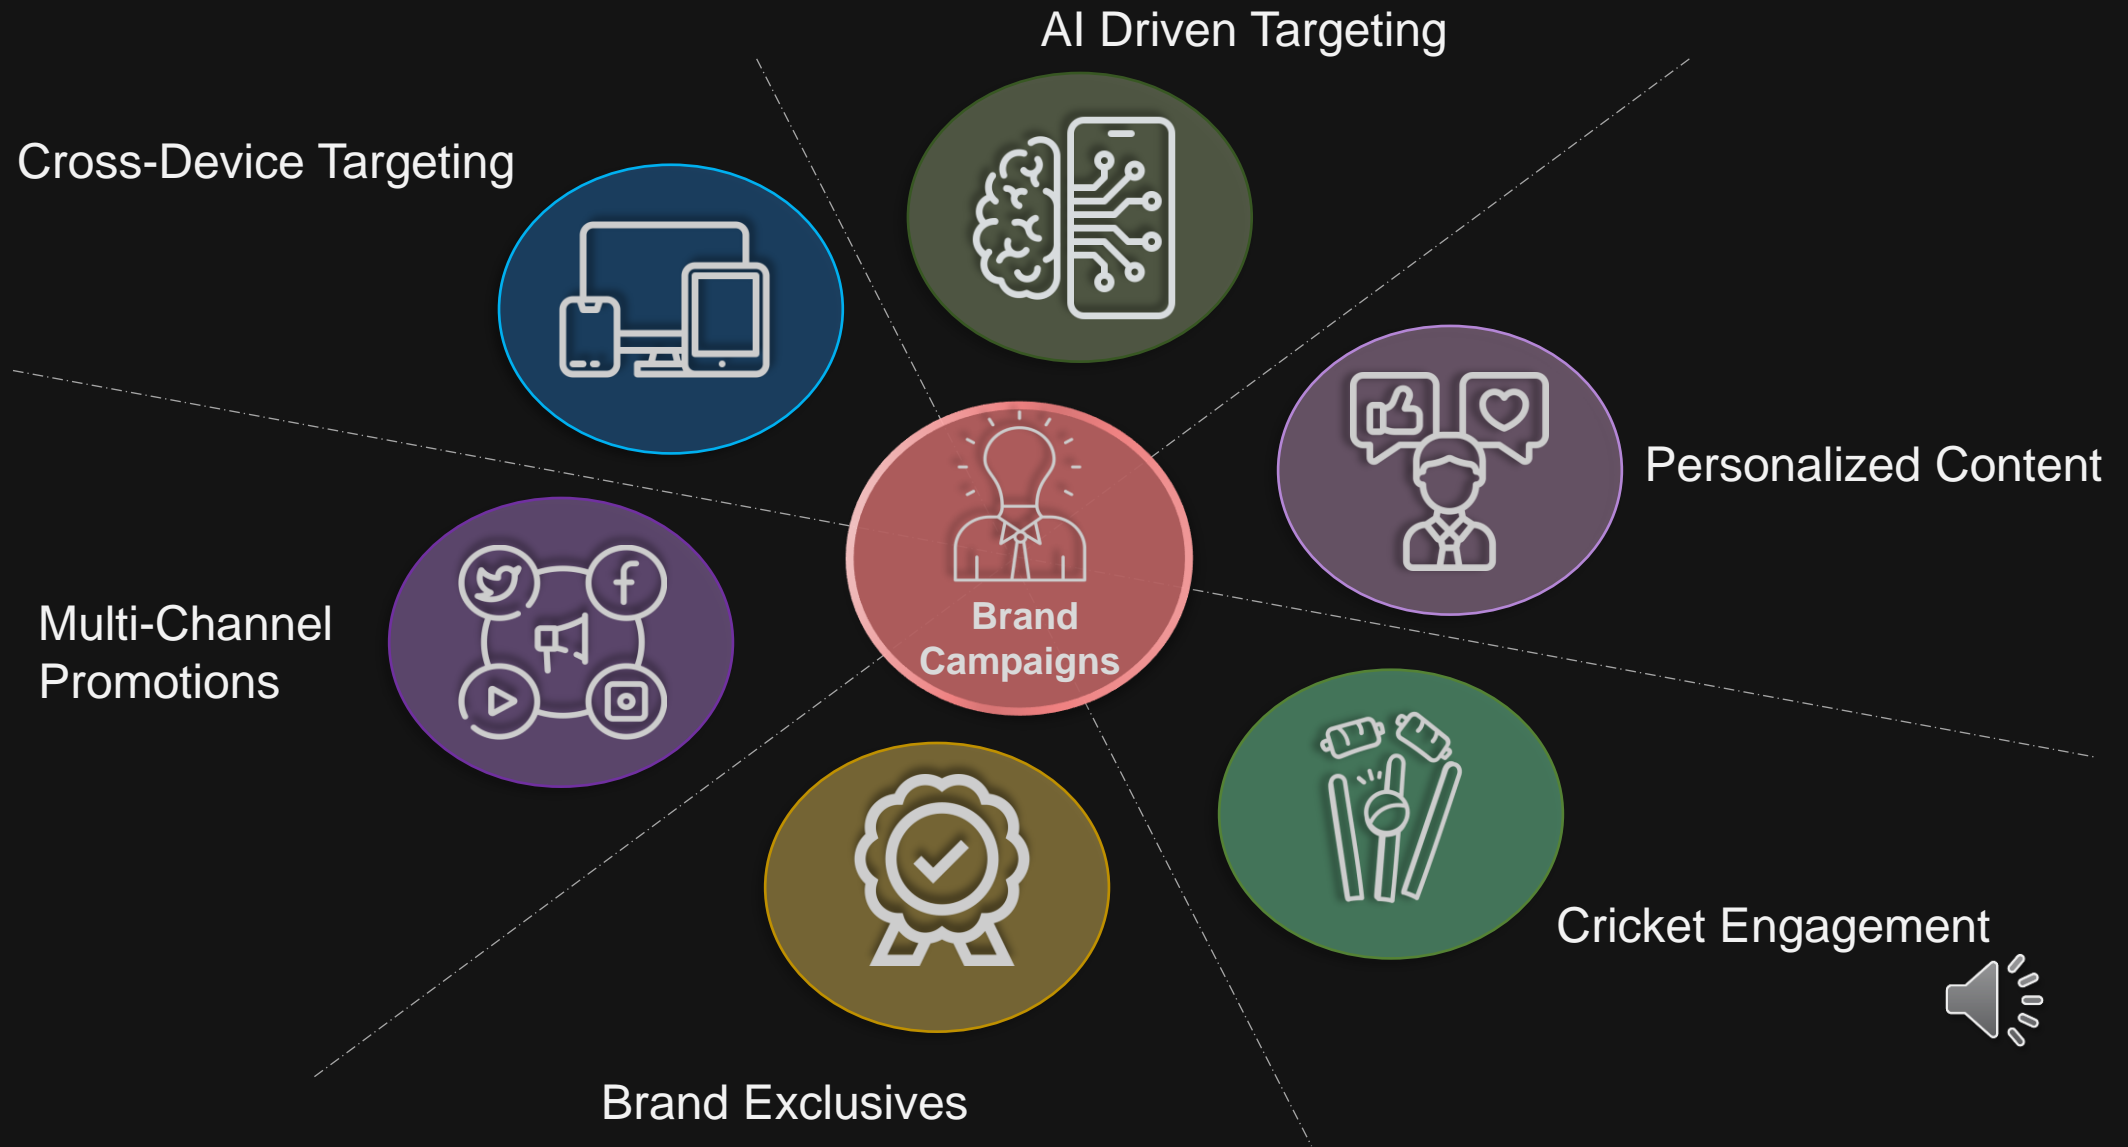 AI Driven Targeting
Cross-Device Targeting
Personalized Content
Brand
Campaigns
Multi-Channel
Promotions
Cricket Engagement
Brand Exclusives